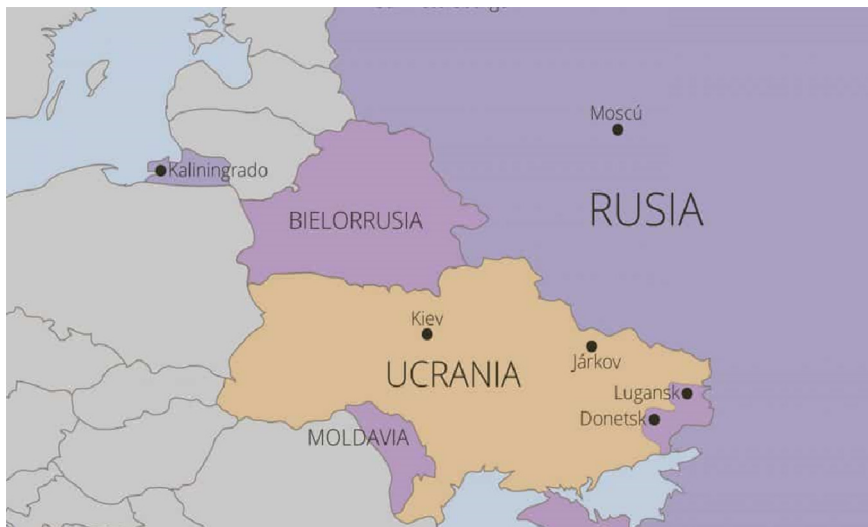 Moscú
Kaliningrado
RUSIA
BIELORRUSIA
Kiev
Járkov
UCRANIA
Lugansk
Donetsk
MOLDAVIA